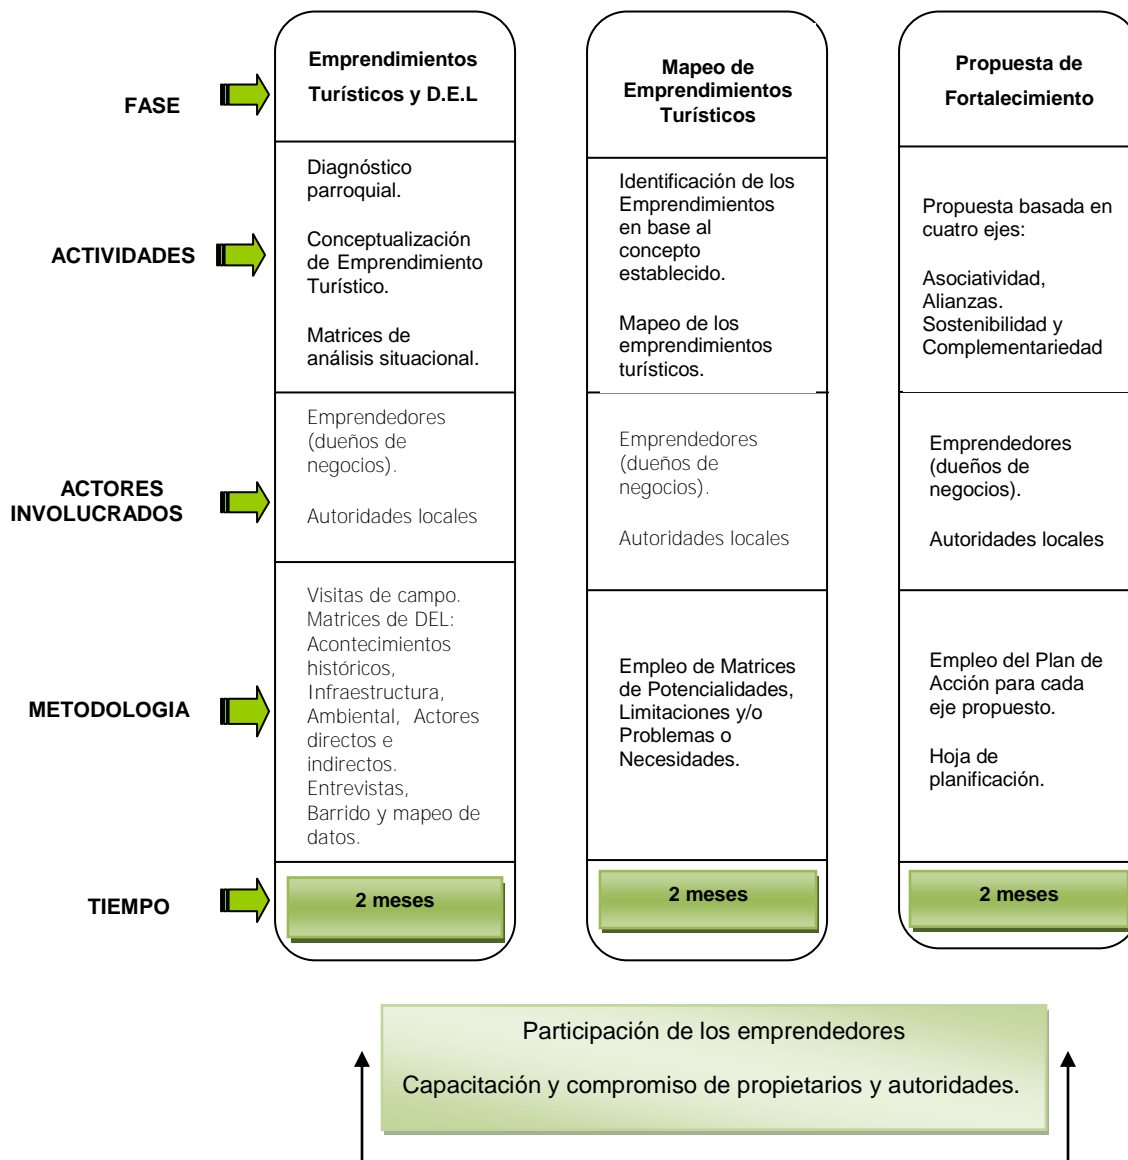 FASE
Emprendimientos
Turísticos y D.E.L
Mapeo de
Emprendimientos
Turísticos
Propuesta de
Fortalecimiento
ACTIVIDADES
Diagnóstico
parroquial.
Conceptualización
de Emprendimiento
Turístico.
Matrices de
análisis situacional.
Identificación de los
Emprendimientos
en base al
concepto
establecido.
Mapeo de los
emprendimientos
turísticos.
Propuesta basada en
cuatro ejes:
Asociatividad,
Alianzas.
Sostenibilidad y
Complementariedad
ACTORES
INVOLUCRADOS
Emprendedores
(dueños de
negocios).
Autoridades locales
Emprendedores
(dueños de
negocios).
Autoridades locales
Emprendedores
(dueños de
negocios).
Autoridades locales
METODOLOGIA
Visitas de campo.
Matrices de DEL:
Acontecimientos
históricos,
Infraestructura,
Ambiental, Actores
directos e
indirectos.
Entrevistas,
Barrido y mapeo de
datos.
Empleo de Matrices
de Potencialidades,
Limitaciones y/o
Problemas o
Necesidades.
Empleo del Plan de
Acción para cada
eje propuesto.
Hoja de
planificación.
TIEMPO
2 meses
2 meses
2 meses
Participación de los emprendedores
Capacitación y compromiso de propietarios y autoridades.